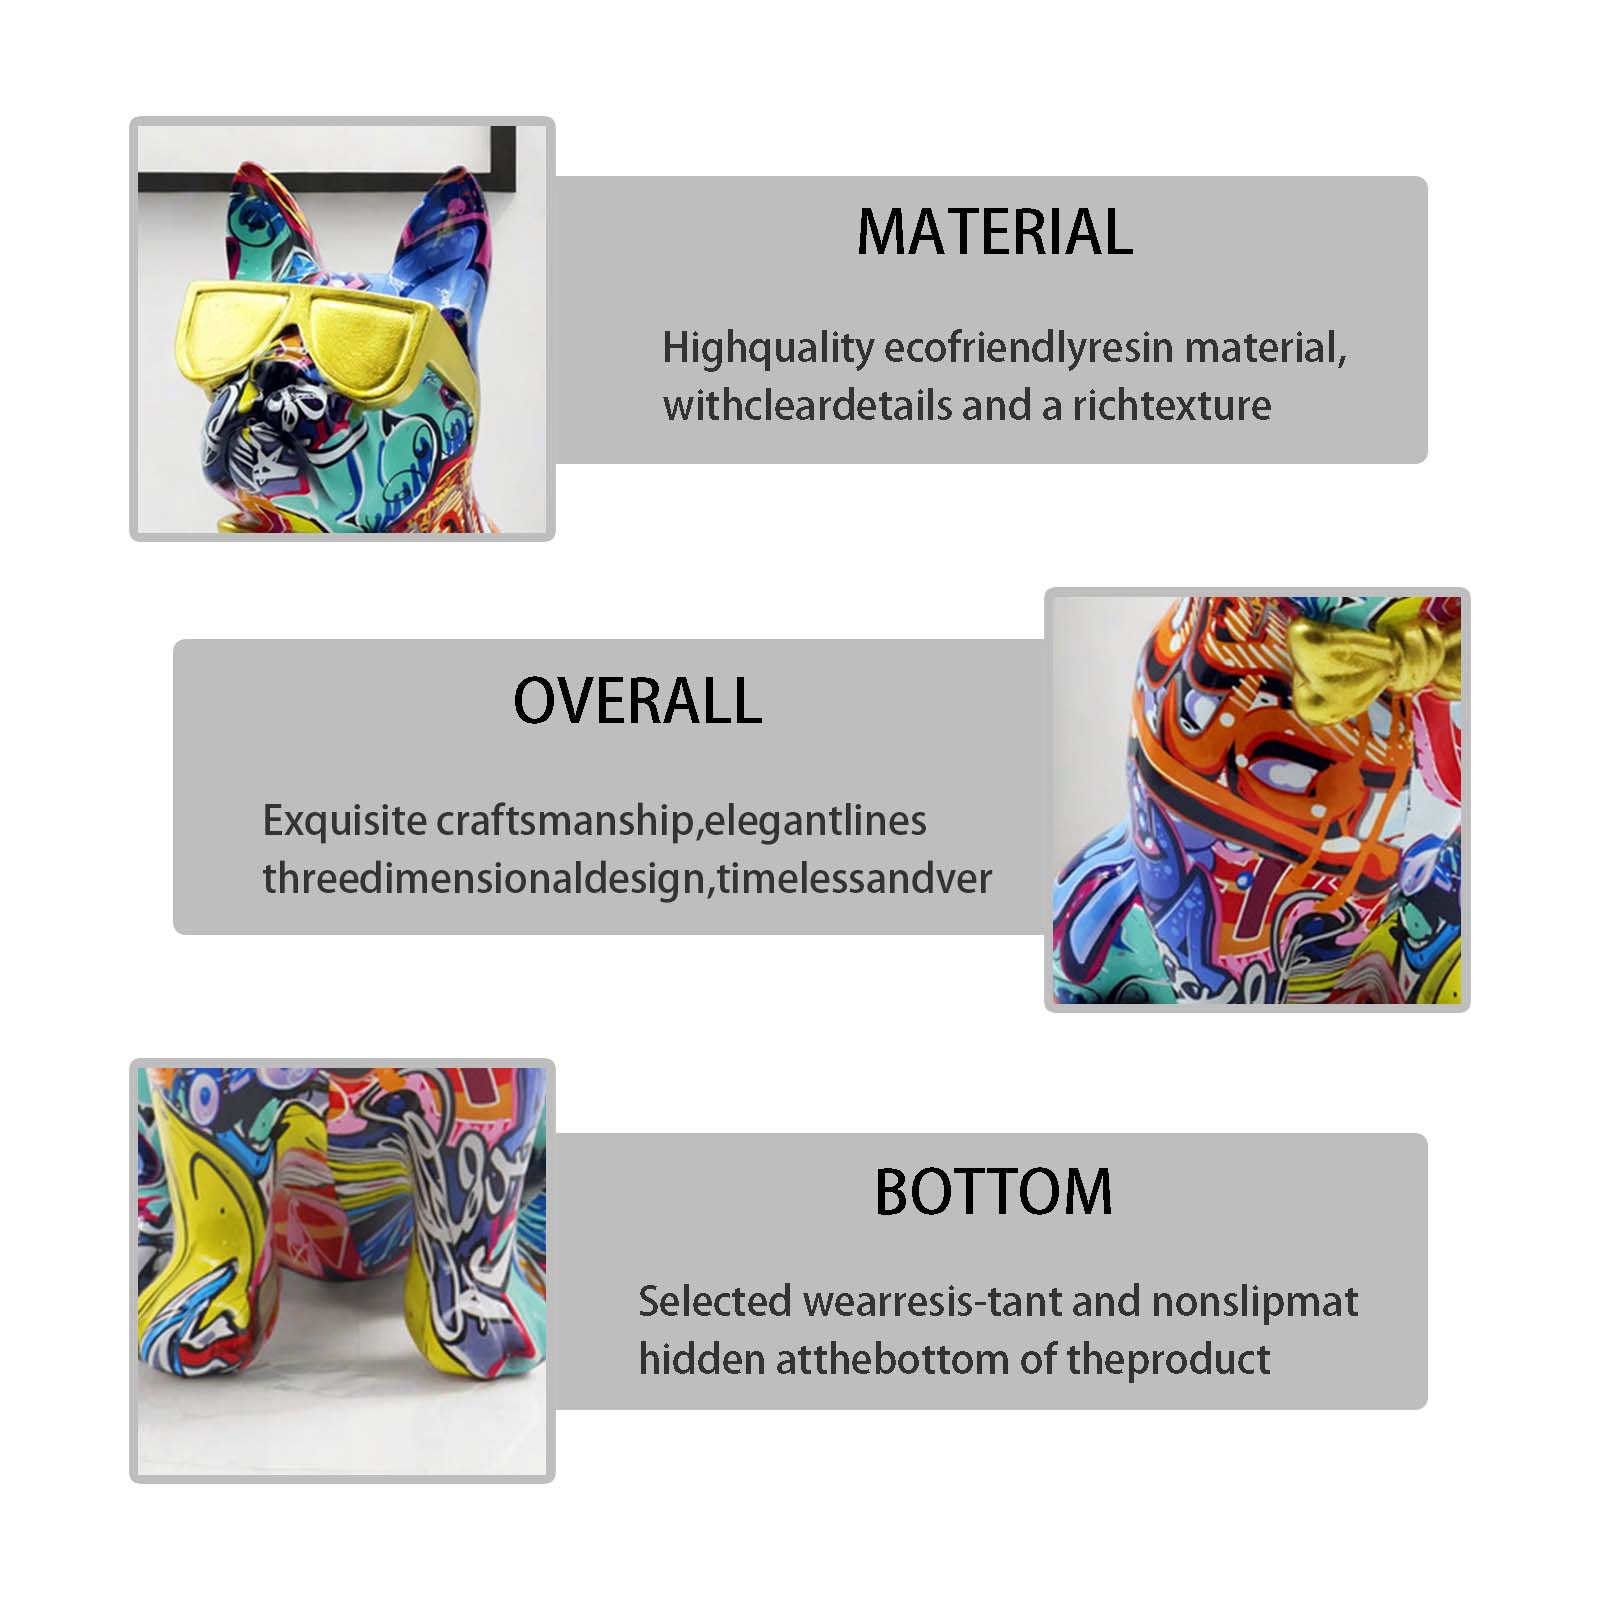 MATERIAL
Highquality ecofriendlyresin material,
withcleardetails and a richtexture
OVERALL
Exquisite craftsmanship,elegantlines
threedimensionaldesign,timelessandver
BOTTOM
Selected wearresis-tant and nonslipmat
hidden atthebottom of theproduct